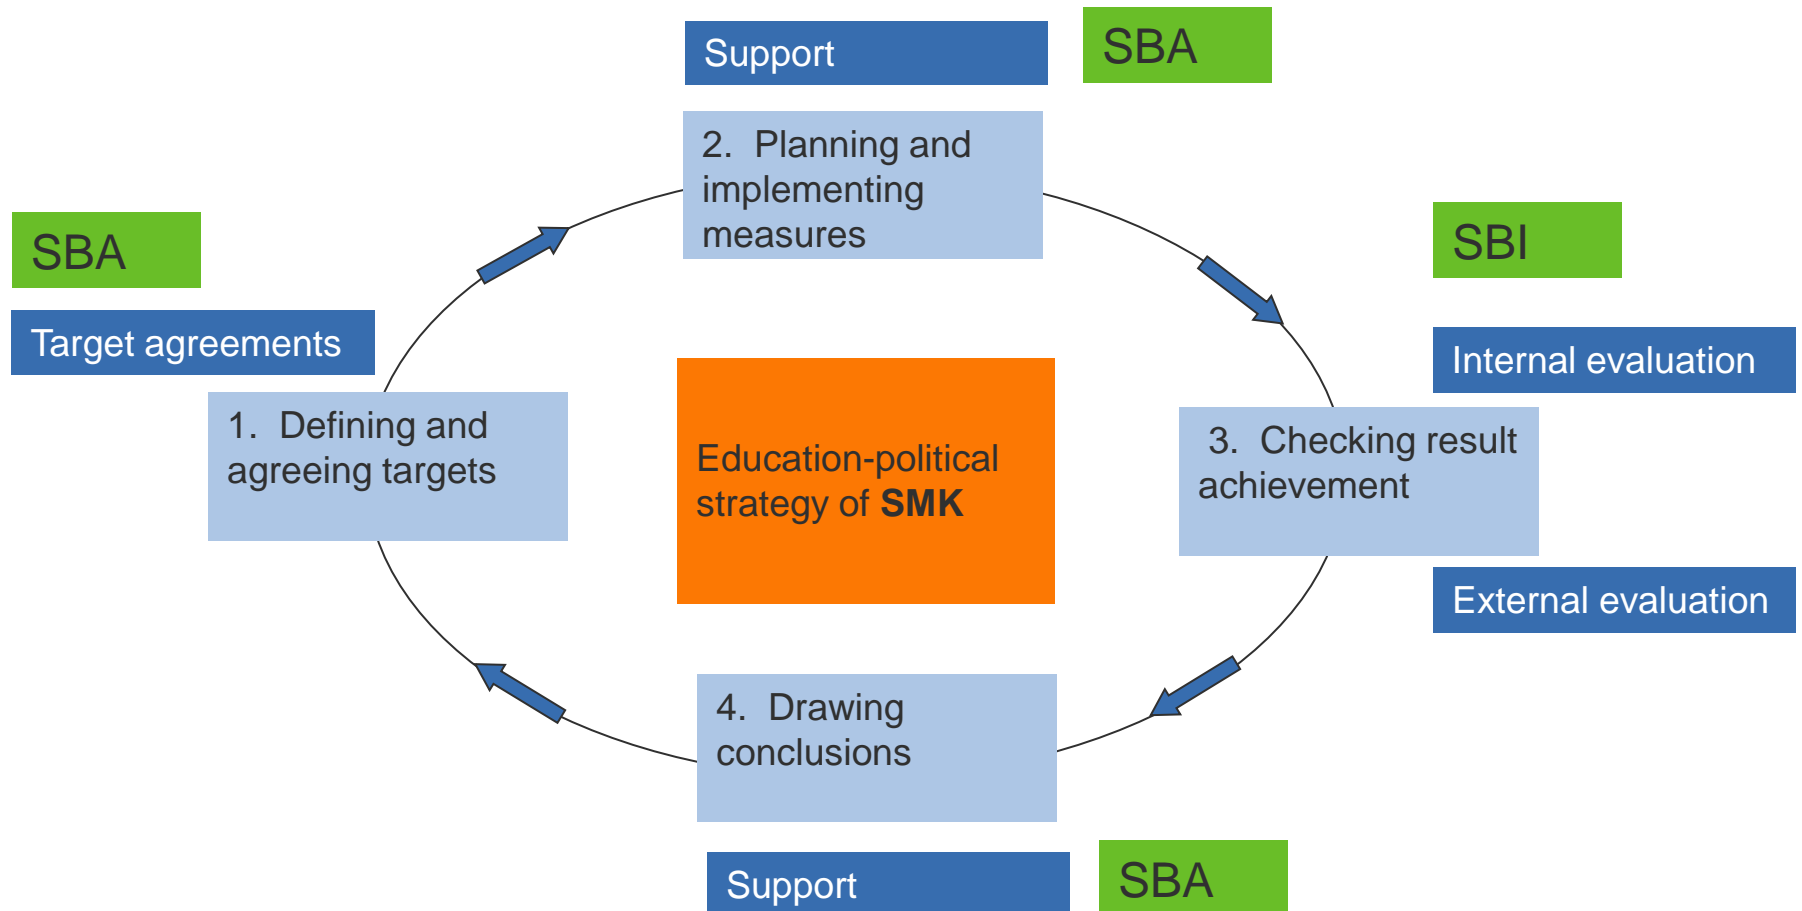 Support
SBA
2. Planning and
implementing
measures
SBA
Target agreements
1. Defining and
agreeing targets
Education-political
strategy of SMK
SBI
Internal evaluation
3. Checking result
achievement
External evaluation
4. Drawing
conclusions
Support
SBA